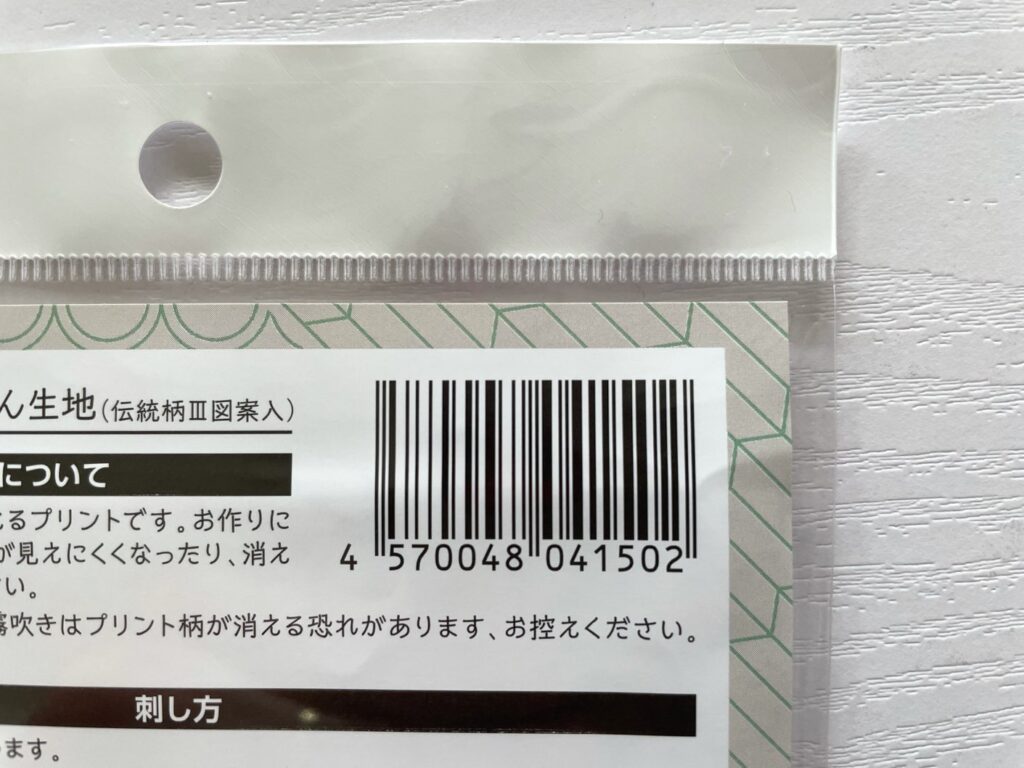 ん生地(伝統柄Ⅲ図案入)
について
るプリントです。お作りに
が見えにくくなったり、消え
い。
霧吹きはプリント柄が消える恐れがあります、お控えください。
4 570048 041502
刺し方
ます。